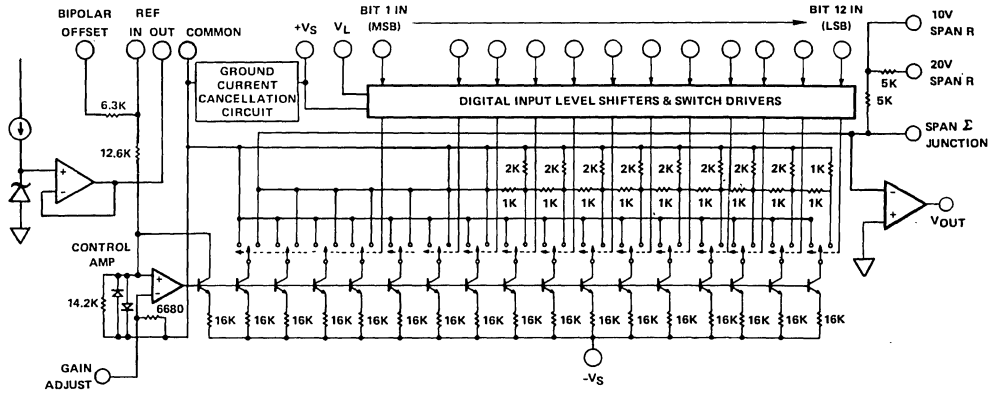 BIPOLAR OFFSET
REF IN OUT
COMMON
+VS
VL
BIT 1 IN (MSB)
BIT 12 IN (LSB)
10V SPAN R
20V SPAN R
5K
5K
SPAN Σ JUNCTION
GROUND CURRENT CANCELLATION CIRCUIT
DIGITAL INPUT LEVEL SHIFTERS & SWITCH DRIVERS
6.3K
12.6K
2K 2K 2K 2K 2K 2K 2K 2K 1K
1K 1K 1K 1K 1K 1K 1K 1K 1K
+
-
-
+
VOUT
CONTROL AMP
+
-
14.2K
6680
16K 16K 16K 16K 16K 16K 16K 16K 16K 16K 16K 16K 16K 16K 16K 16K 16K
GAIN ADJUST
-VS